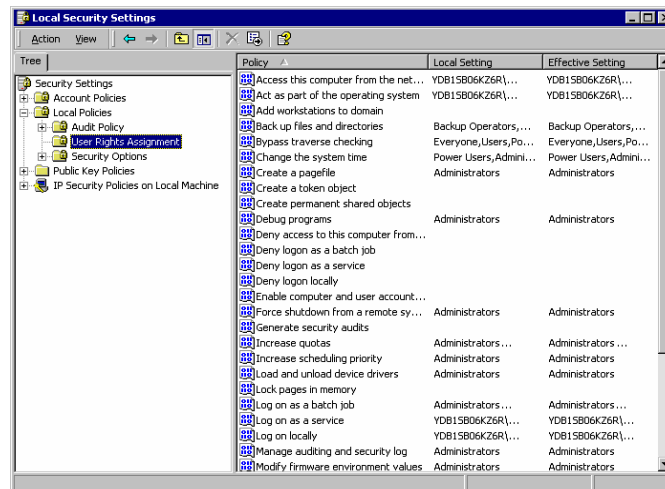 Local Security Settings
Action View
Tree
Security Settings
Account Policies
Local Policies
Audit Policy
User Rights Assignment
Security Options
Public Key Policies
IP Security Policies on Local Machine
Policy Local Setting Effective Setting
Access this computer from the net... YDB1SB06KZ6R\... YDB1SB06KZ6R\...
Act as part of the operating system YDB1SB06KZ6R\... YDB1SB06KZ6R\...
Add workstations to domain
Back up files and directories Backup Operators,... Backup Operators,...
Bypass traverse checking Everyone,Users,Po... Everyone,Users,Po...
Change the system time Power Users,Admini... Power Users,Admini...
Create a pagefile Administrators Administrators
Create a token object
Create permanent shared objects
Debug programs Administrators Administrators
Deny access to this computer from...
Deny logon as a batch job
Deny logon as a service
Deny logon locally
Enable computer and user account...
Force shutdown from a remote sy... Administrators Administrators
Generate security audits
Increase quotas Administrators... Administrators ...
Increase scheduling priority Administrators Administrators
Load and unload device drivers Administrators Administrators
Lock pages in memory
Log on as a batch job Administrators... Administrators...
Log on as a service YDB1SB06KZ6R\... YDB1SB06KZ6R\...
Log on locally YDB1SB06KZ6R\... YDB1SB06KZ6R\...
Manage auditing and security log Administrators Administrators
Modify firmware environment values Administrators Administrators